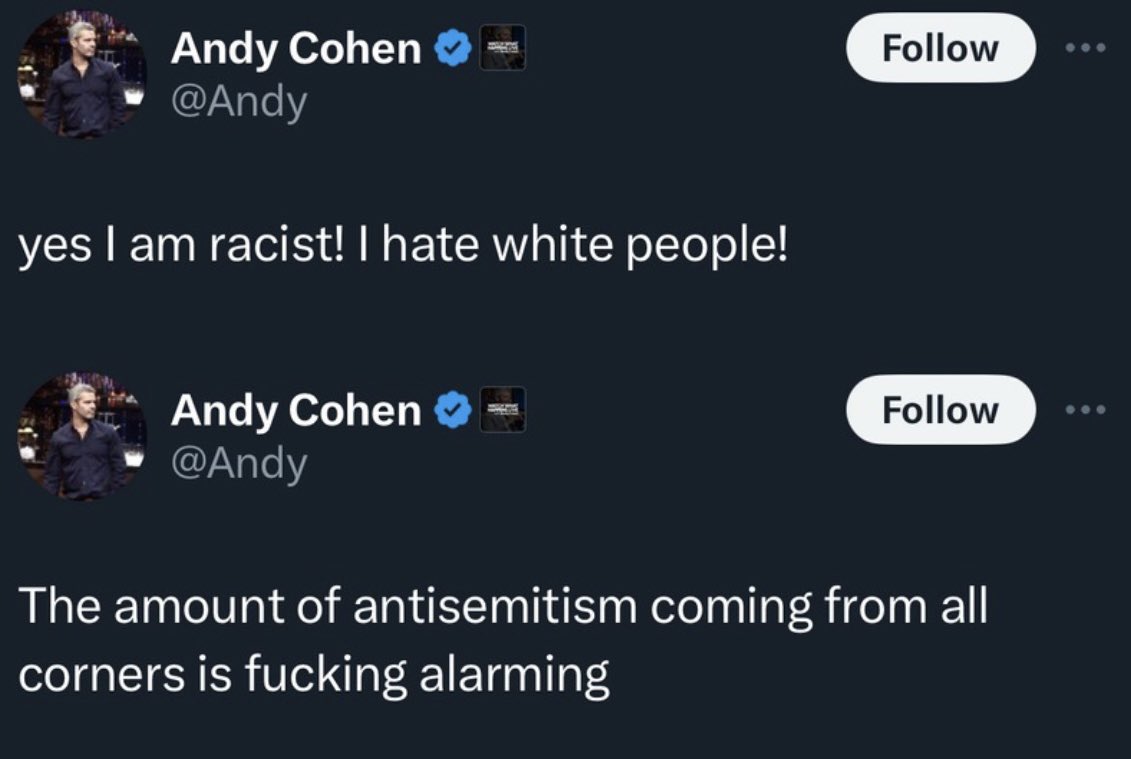 Andy Cohen
Follow
@Andy
yes I am racist! I hate white people!
Andy Cohen
Follow
@Andy
The amount of antisemitism coming from all
corners is fucking alarming